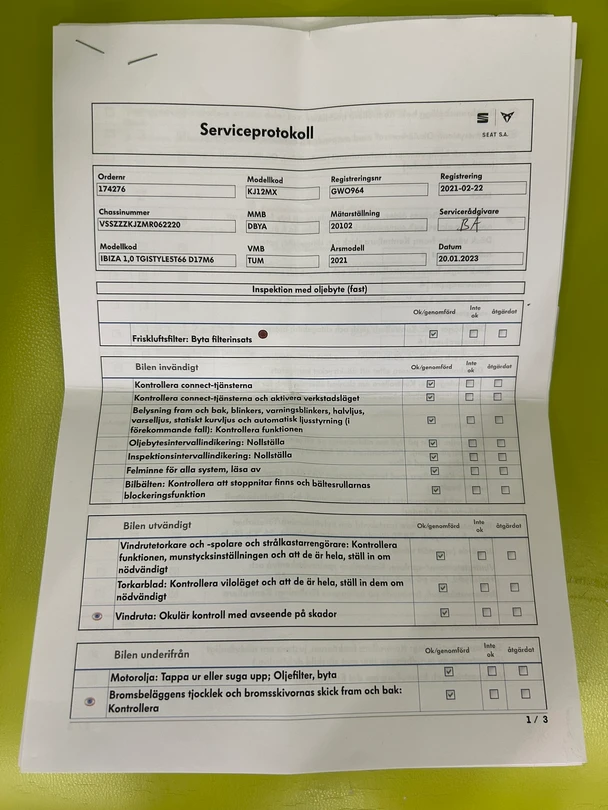 Serviceprotokoll
SEAT S.A.
Ordernr
174276
Modellkod
KJ12MX
Registreringsnr
GWO964
Registrering
2021-02-22
Chassinummer
VSSZZZKJZMR062220
MMB
DBYA
Mätarställning
20102
Servicerådgivare
BA
Modellkod
IBIZA 1,0 TGISTYLEST66 D17M6
VMB
TUM
Årsmodell
2021
Datum
20.01.2023
Inspektion med oljebyte (fast)
Ok/genomförd
Inte
ok
åtgärdat
Friskluftsfilter: Byta filterinsats
Bilen invändigt
Ok/genomförd
Inte
ok
åtgärdat
Kontrollera connect-tjänsterna
Kontrollera connect-tjänsterna och aktivera verkstadsläget
Belysning fram och bak, blinkers, varningsblinkers, halvljus,
varselljus, statiskt kurvljus och automatisk ljusstyrning (i
förekommande fall): Kontrollera funktionen
Oljebytesintervallindikering: Nollställa
Inspektionsintervallindikering: Nollställa
Felminne för alla system, läsa av
Bilbälten: Kontrollera att stoppnitar finns och bältesrullarnas
blockeringsfunktion
Bilen utvändigt
Ok/genomförd
Inte
ok
åtgärdat
Vindrutetorkare och -spolare och strålkastarrengörare: Kontrollera
funktionen, munstycksinställningen och att de är hela, ställ in om
nödvändigt
Torkarblad: Kontrollera viloläget och att de är hela, ställ in dem om
nödvändigt
Vindruta: Okulär kontroll med avseende på skador
Bilen underifrån
Ok/genomförd
Inte
ok
åtgärdat
Motorolja: Tappa ur eller suga upp; Oljefilter, byta
Bromsbeläggens tjocklek och bromsskivornas skick fram och bak:
Kontrollera
1 / 3